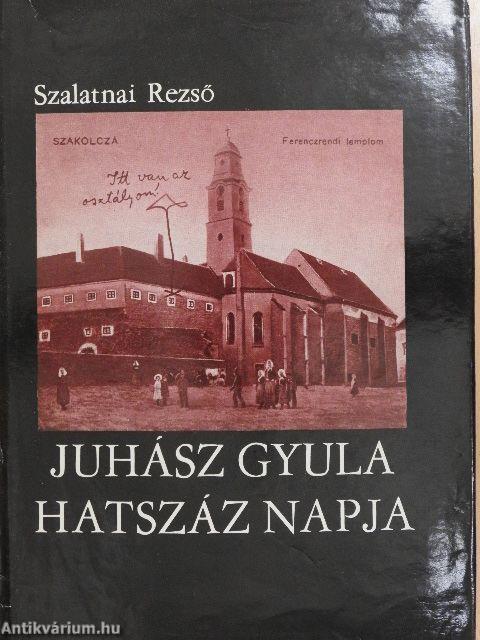 Szalatnai Rezső
SZAKOLCZA
Ferenczrendi templom
Itt van az
osztályom!
JUHÁSZ GYULA
HATSZÁZ NAPJA
Antikvárium.hu